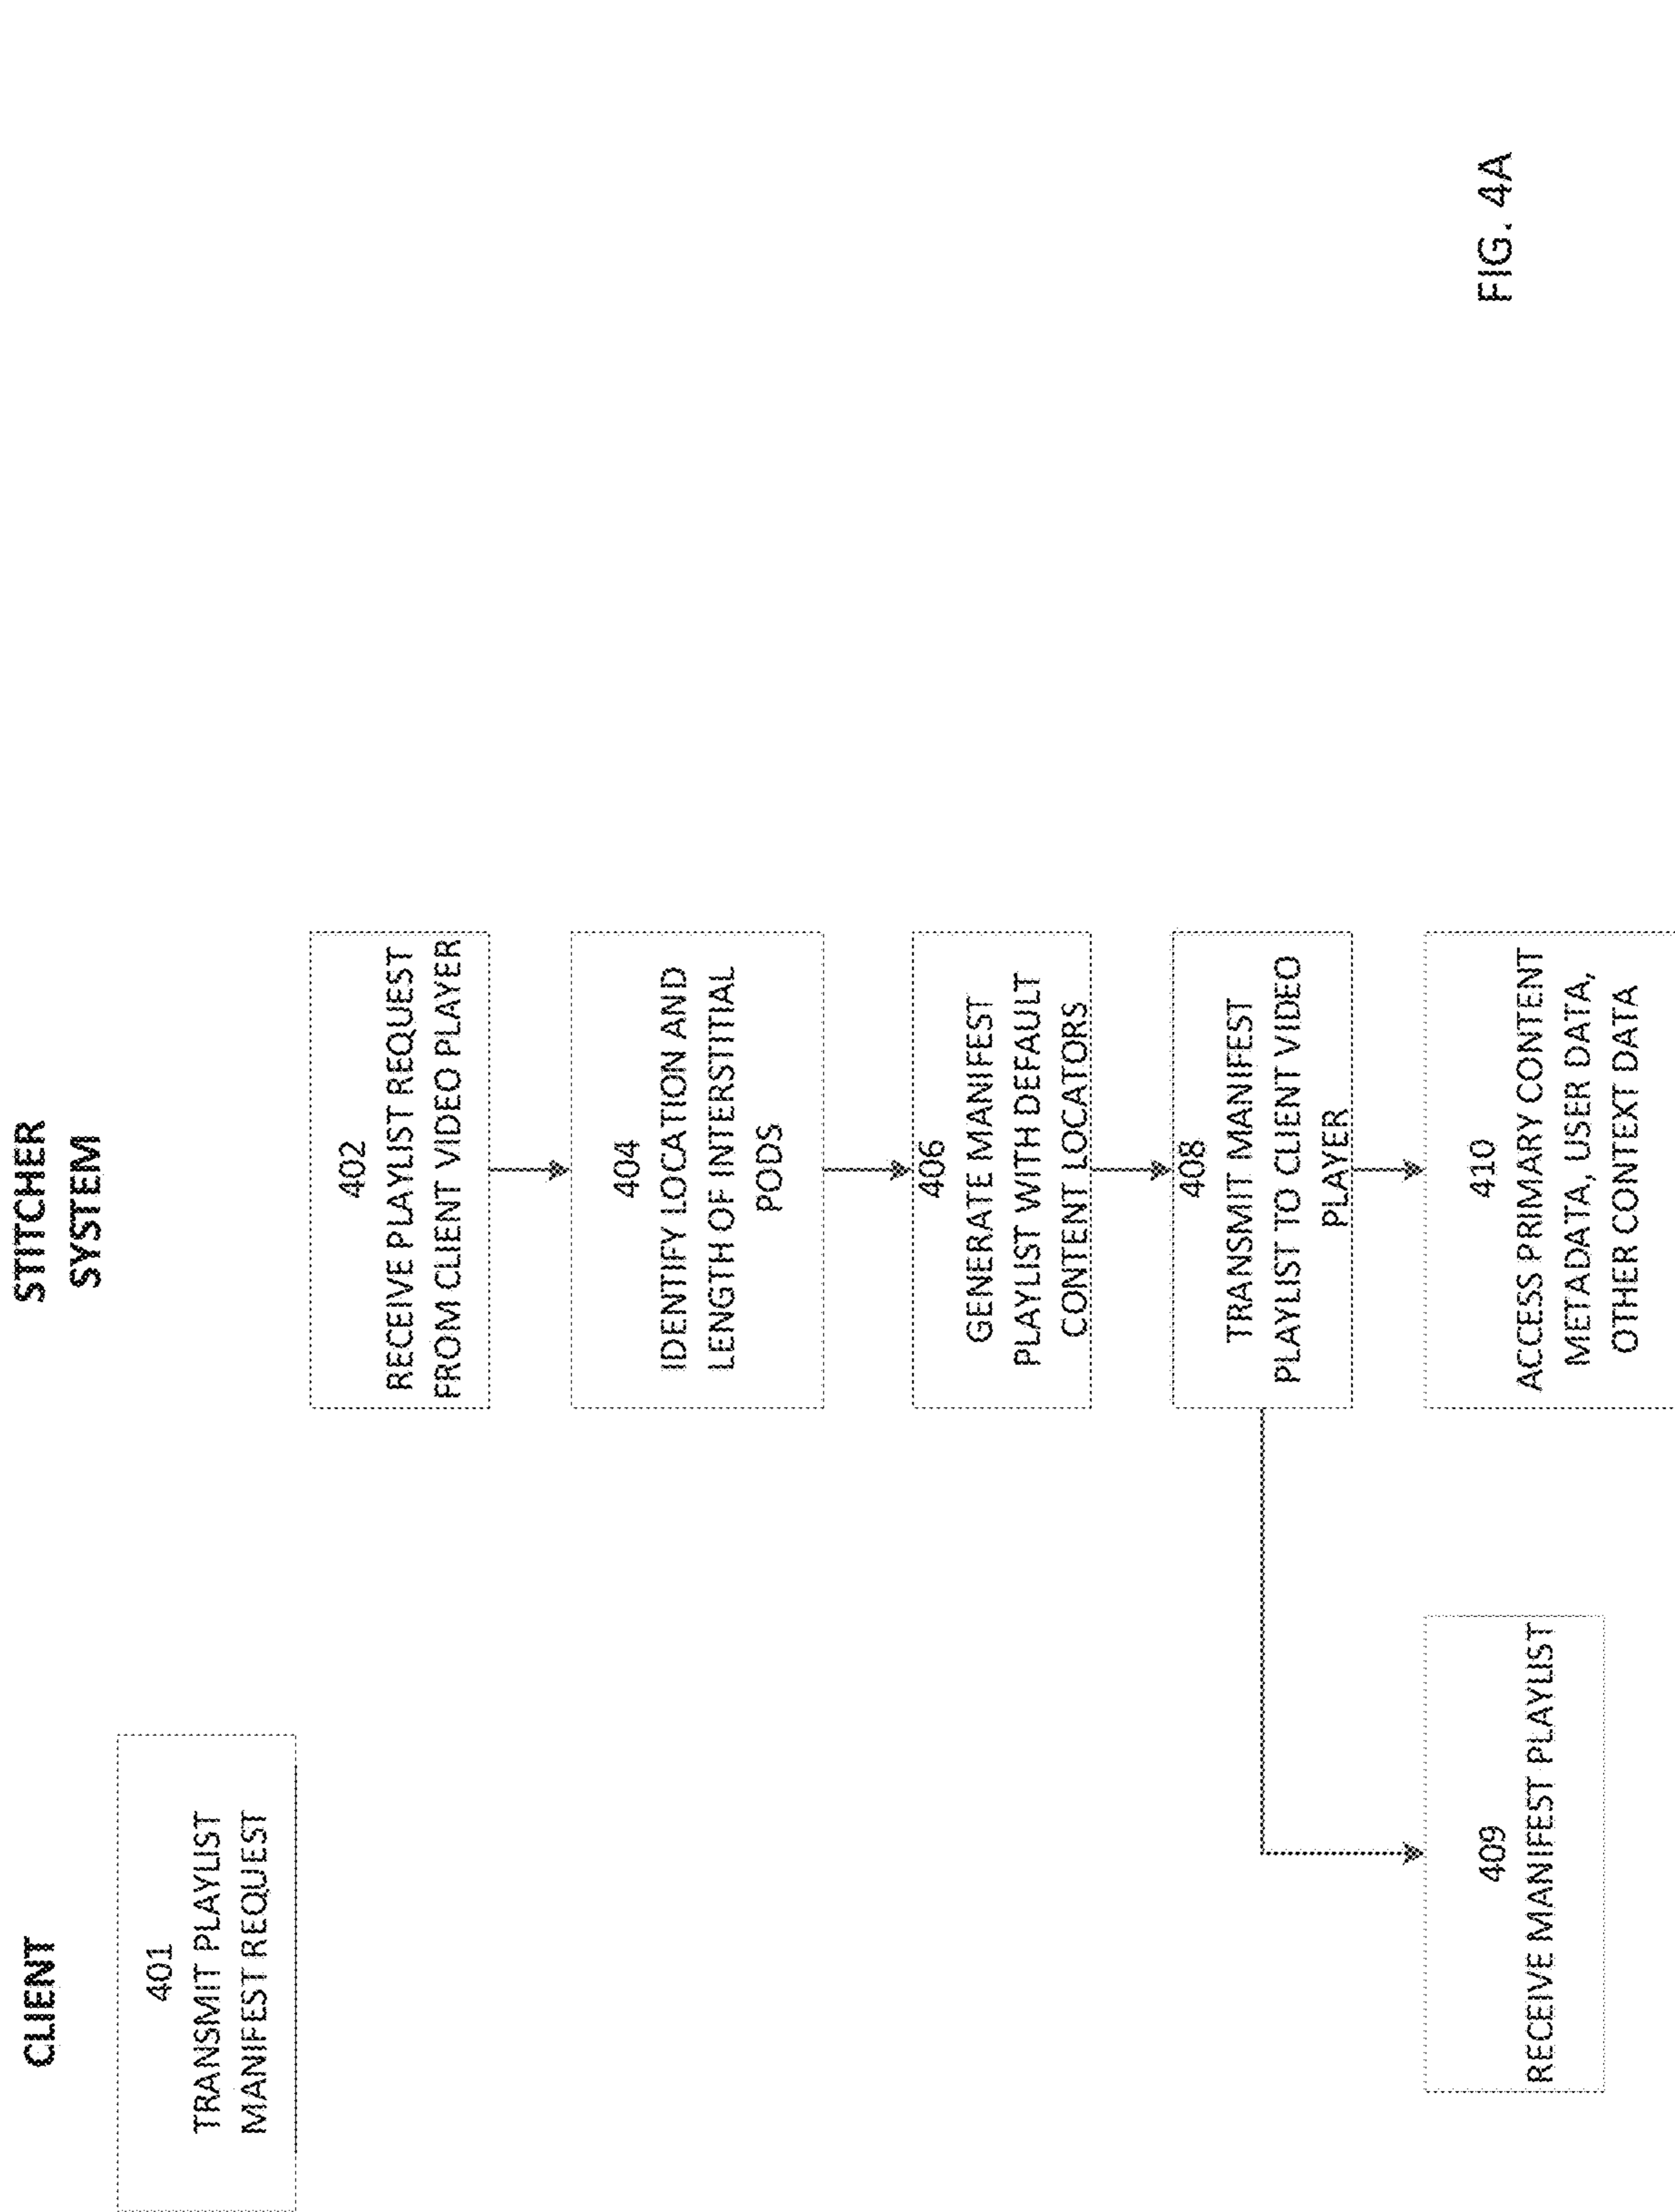 CLIENT
STITCHER
SYSTEM
401
TRANSMIT PLAYLIST
MANIFEST REQUEST
402
RECEIVE PLAYLIST REQUEST
FROM CLIENT VIDEO PLAYER
404
IDENTIFY LOCATION AND
LENGTH OF INTERSTITIAL
PODS
406
GENERATE MANIFEST
PLAYLIST WITH DEFAULT
CONTENT LOCATORS
408
TRANSMIT MANIFEST
PLAYLIST TO CLIENT VIDEO
PLAYER
409
RECEIVE MANIFEST PLAYLIST
410
ACCESS PRIMARY CONTENT
METADATA, USER DATA,
OTHER CONTEXT DATA
FIG. 4A